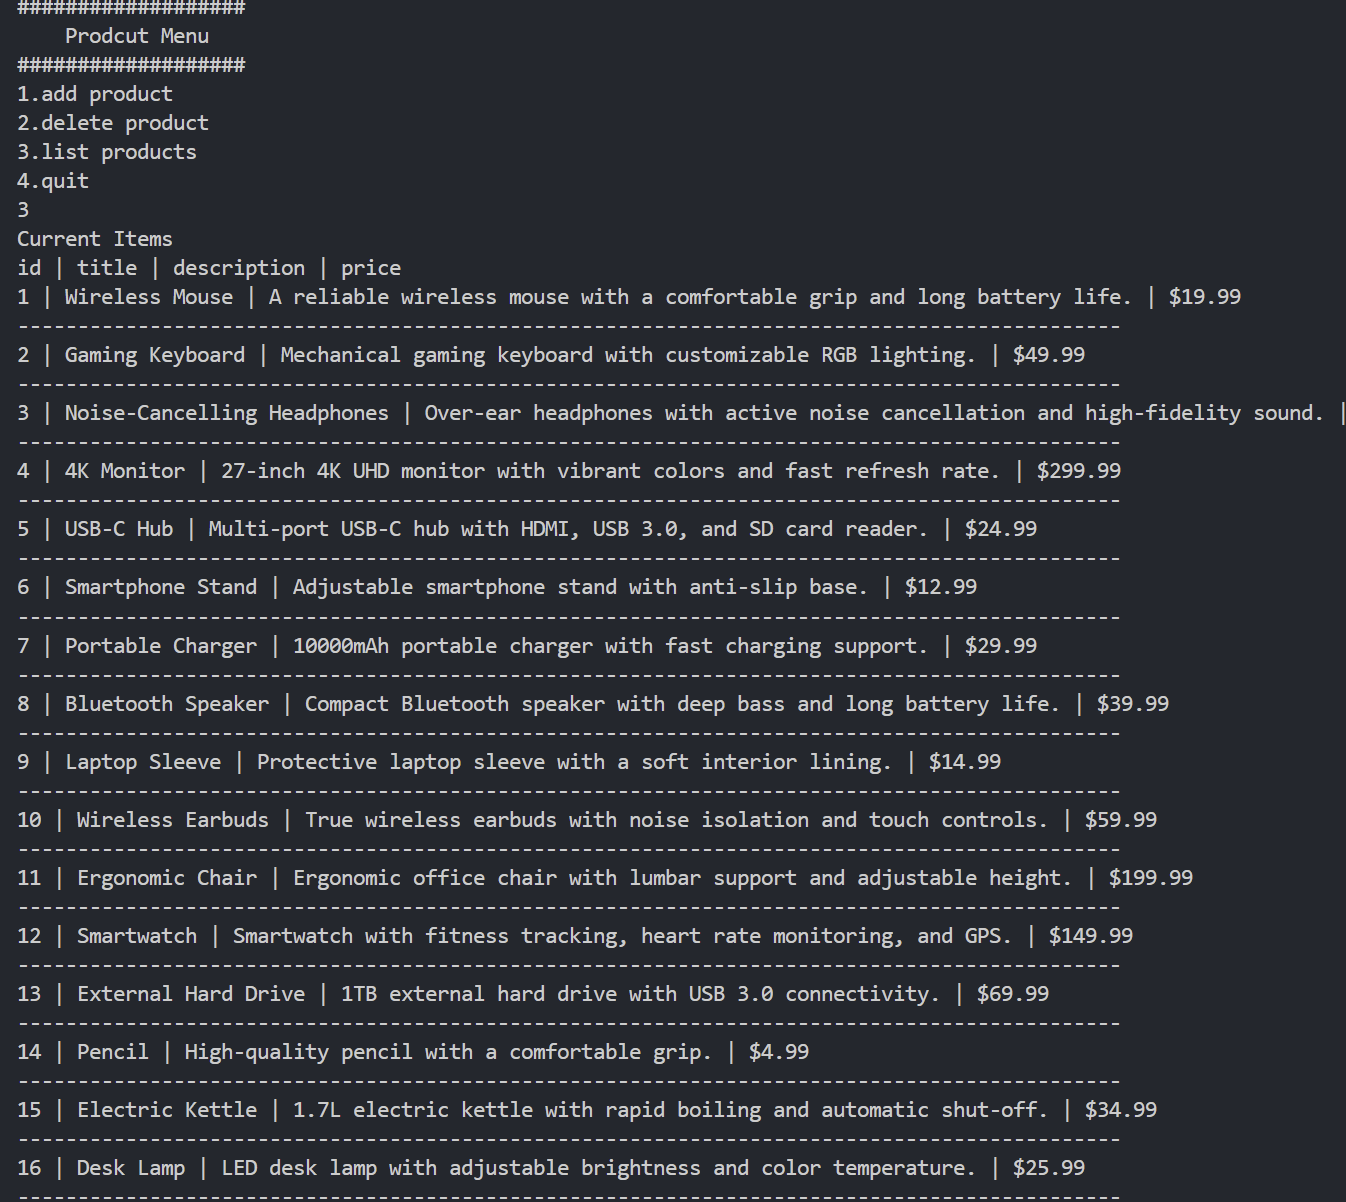 ###################
    Prodcut Menu
###################
1.add product
2.delete product
3.list products
4.quit
3
Current Items
id | title | description | price
1 | Wireless Mouse | A reliable wireless mouse with a comfortable grip and long battery life. | $19.99
--------------------------------------------------------------------------------------------
2 | Gaming Keyboard | Mechanical gaming keyboard with customizable RGB lighting. | $49.99
--------------------------------------------------------------------------------------------
3 | Noise-Cancelling Headphones | Over-ear headphones with active noise cancellation and high-fidelity sound. |
--------------------------------------------------------------------------------------------
4 | 4K Monitor | 27-inch 4K UHD monitor with vibrant colors and fast refresh rate. | $299.99
--------------------------------------------------------------------------------------------
5 | USB-C Hub | Multi-port USB-C hub with HDMI, USB 3.0, and SD card reader. | $24.99
--------------------------------------------------------------------------------------------
6 | Smartphone Stand | Adjustable smartphone stand with anti-slip base. | $12.99
--------------------------------------------------------------------------------------------
7 | Portable Charger | 10000mAh portable charger with fast charging support. | $29.99
--------------------------------------------------------------------------------------------
8 | Bluetooth Speaker | Compact Bluetooth speaker with deep bass and long battery life. | $39.99
--------------------------------------------------------------------------------------------
9 | Laptop Sleeve | Protective laptop sleeve with a soft interior lining. | $14.99
--------------------------------------------------------------------------------------------
10 | Wireless Earbuds | True wireless earbuds with noise isolation and touch controls. | $59.99
--------------------------------------------------------------------------------------------
11 | Ergonomic Chair | Ergonomic office chair with lumbar support and adjustable height. | $199.99
--------------------------------------------------------------------------------------------
12 | Smartwatch | Smartwatch with fitness tracking, heart rate monitoring, and GPS. | $149.99
--------------------------------------------------------------------------------------------
13 | External Hard Drive | 1TB external hard drive with USB 3.0 connectivity. | $69.99
--------------------------------------------------------------------------------------------
14 | Pencil | High-quality pencil with a comfortable grip. | $4.99
--------------------------------------------------------------------------------------------
15 | Electric Kettle | 1.7L electric kettle with rapid boiling and automatic shut-off. | $34.99
--------------------------------------------------------------------------------------------
16 | Desk Lamp | LED desk lamp with adjustable brightness and color temperature. | $25.99
--------------------------------------------------------------------------------------------